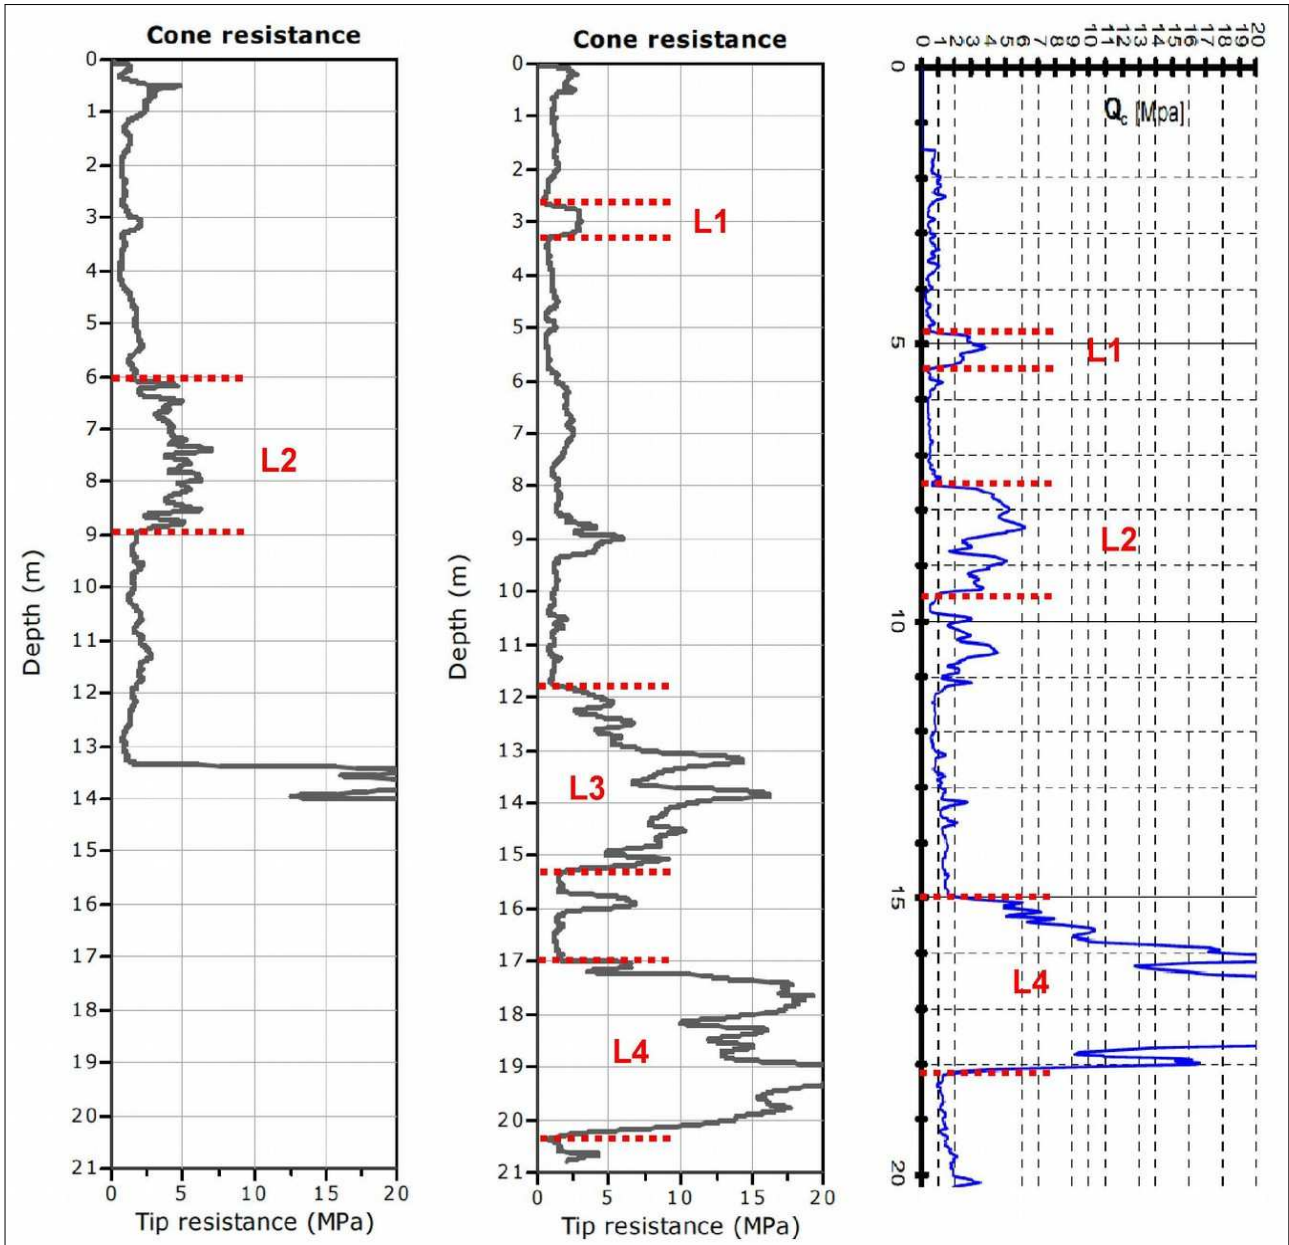 Cone resistance
0
1
2
3
4
5
6
7
8
9
10
11
12
13
14
15
16
17
18
19
20
21
Depth (m)
L2
0 5 10 15 20
Tip resistance (MPa)
Cone resistance
0
1
2
3
4
5
6
7
8
9
10
11
12
13
14
15
16
17
18
19
20
21
Depth (m)
L1
L3
L4
0 5 10 15 20
Tip resistance (MPa)
0 1 2 3 4 5 6 7 8 9 10 11 12 13 14 15 16 17 18 19 20
Qc [Mpa]
0
5
10
15
20
L1
L2
L4